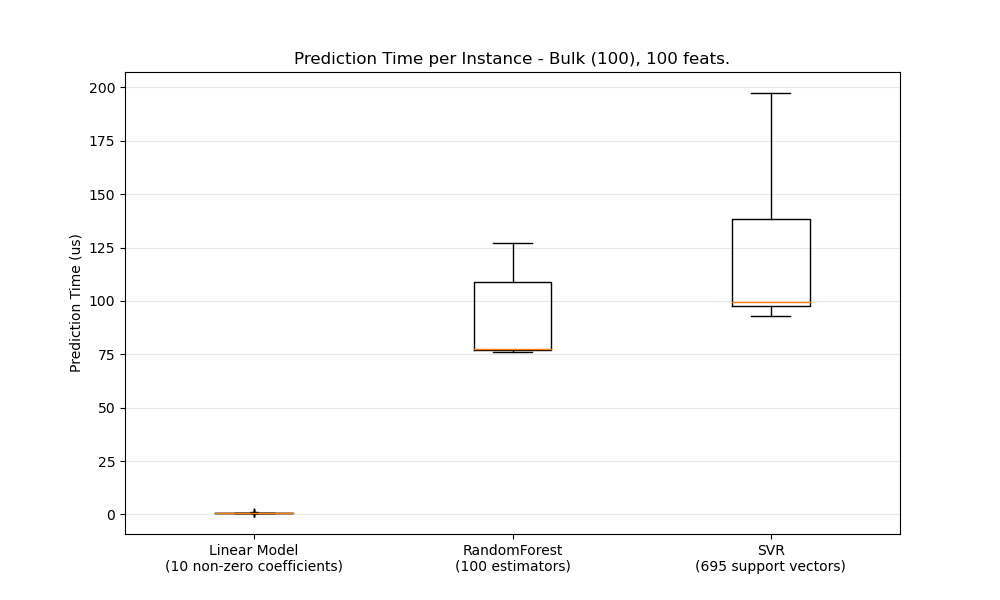 Prediction Time per Instance - Bulk (100), 100 feats.
Prediction Time (us)
200
175
150
125
100
75
50
25
0
Linear Model
(10 non-zero coefficients)
RandomForest
(100 estimators)
SVR
(695 support vectors)